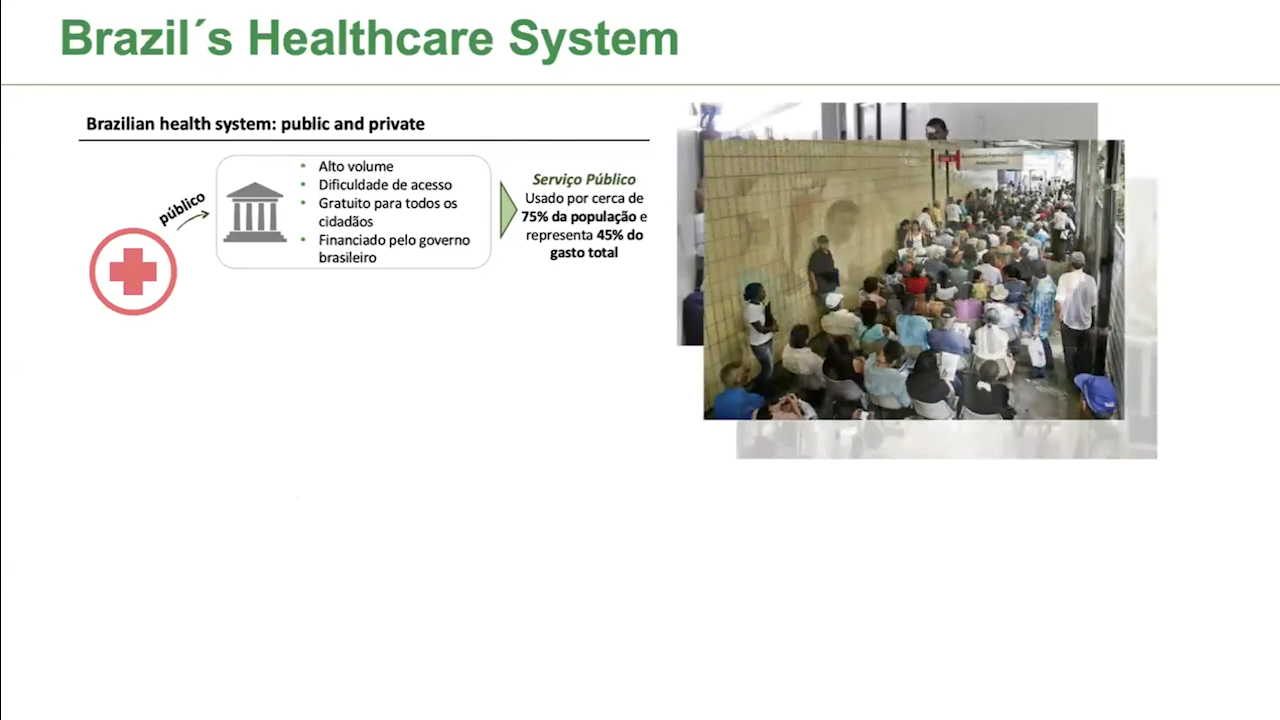 Brazil´s Healthcare System
Brazilian health system: public and private
público
• Alto volume
• Dificuldade de acesso
• Gratuito para todos os
cidadãos
• Financiado pelo governo
brasileiro
Serviço Público
Usado por cerca de
75% da população e
representa 45% do
gasto total